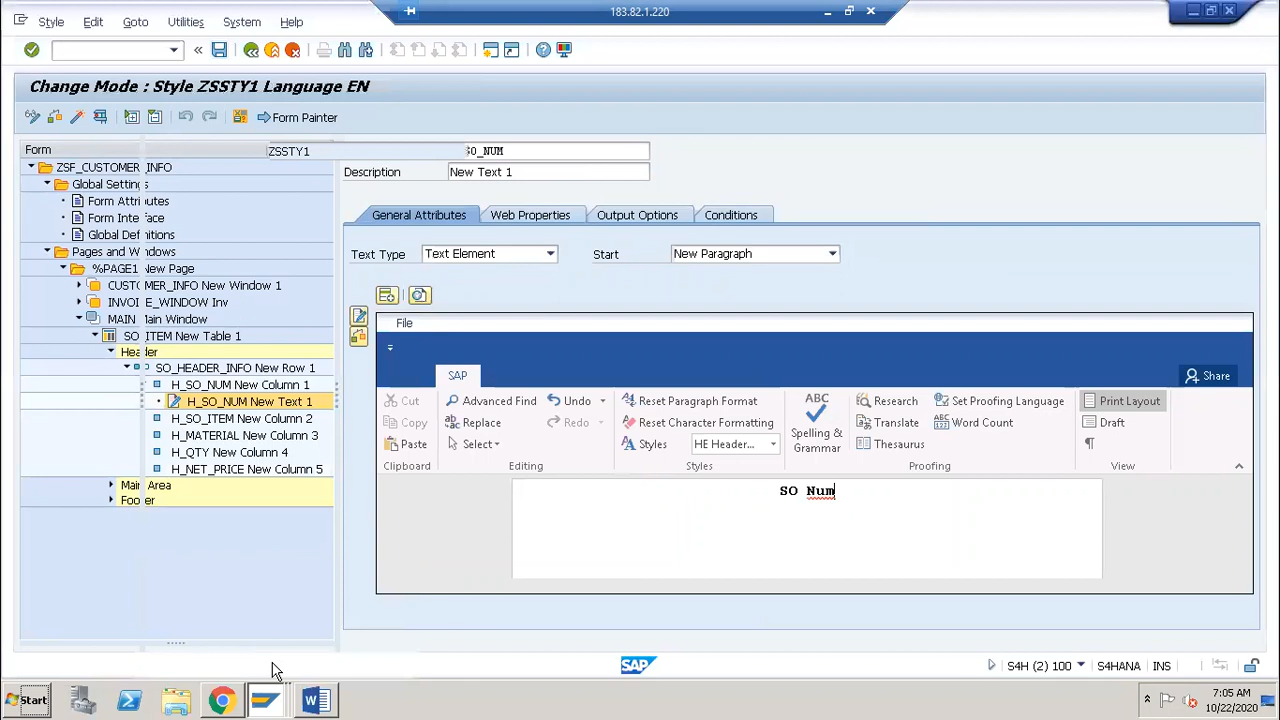 183.82.1.220
Style Edit Goto Utilities System Help
Change Mode : Style ZSSTY1 Language EN
Form Painter
Form ZSSTY1 SO_NUM
Description New Text 1
ZSF_CUSTOMER_INFO
Global Settings
Form Attributes
Form Interface
Global Definitions
Pages and Windows
%PAGE1 New Page
CUSTOMER_INFO New Window 1
INVOICE_WINDOW Inv
MAIN Main Window
SO_ITEM New Table 1
Header
SO_HEADER_INFO New Row 1
H_SO_NUM New Column 1
H_SO_NUM New Text 1
H_SO_ITEM New Column 2
H_MATERIAL New Column 3
H_QTY New Column 4
H_NET_PRICE New Column 5
Main Area
Footer
General Attributes Web Properties Output Options Conditions
Text Type Text Element Start New Paragraph
File
SAP Share
Cut Advanced Find Undo Reset Paragraph Format ABC Research Set Proofing Language Print Layout
Copy Replace Redo Reset Character Formatting Translate Word Count Draft
Paste Select Styles HE Header... Spelling & Grammar Thesaurus
Clipboard Editing Styles Proofing View
SO Num
SAP S4H (2) 100 S4HANA INS
Start 7:05 AM
10/22/2020